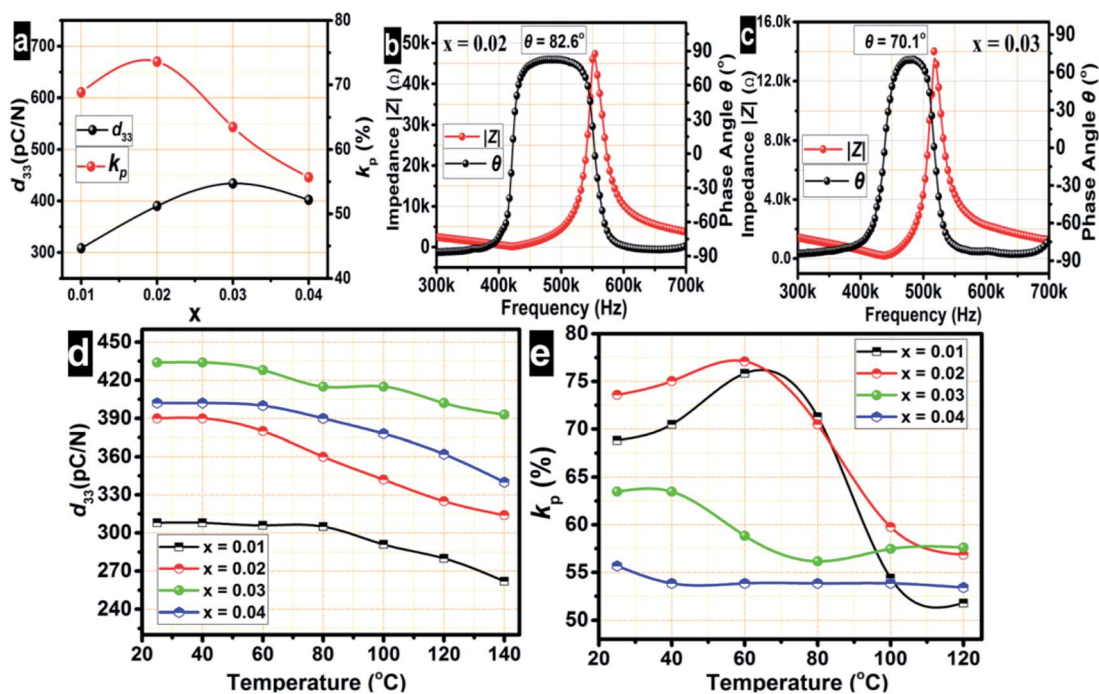 a
700
600
500
450
400
300
d33(pC/N)
80
70
60
50
40
kp (%)
d33
kp
0.01 0.02 0.03 0.04
x
b
x = 0.02
θ = 82.6°
50k
40k
30k
20k
10k
0
Impedance |Z| (Ω)
90
60
30
0
-30
-60
-90
Phase Angle θ (°)
|Z|
θ
300k 400k 500k 600k 700k
Frequency (Hz)
c
θ = 70.1°
x = 0.03
16.0k
12.0k
8.0k
4.0k
0.0
Impedance |Z| (Ω)
90
60
30
0
-30
-60
-90
Phase Angle θ (°)
|Z|
θ
300k 400k 500k 600k 700k
Frequency (Hz)
d
450
420
390
360
330
300
270
240
d33(pC/N)
x = 0.01
x = 0.02
x = 0.03
x = 0.04
20 40 60 80 100 120 140
Temperature (°C)
e
80
75
70
65
60
55
50
kp (%)
x = 0.01
x = 0.02
x = 0.03
x = 0.04
20 40 60 80 100 120
Temperature (°C)